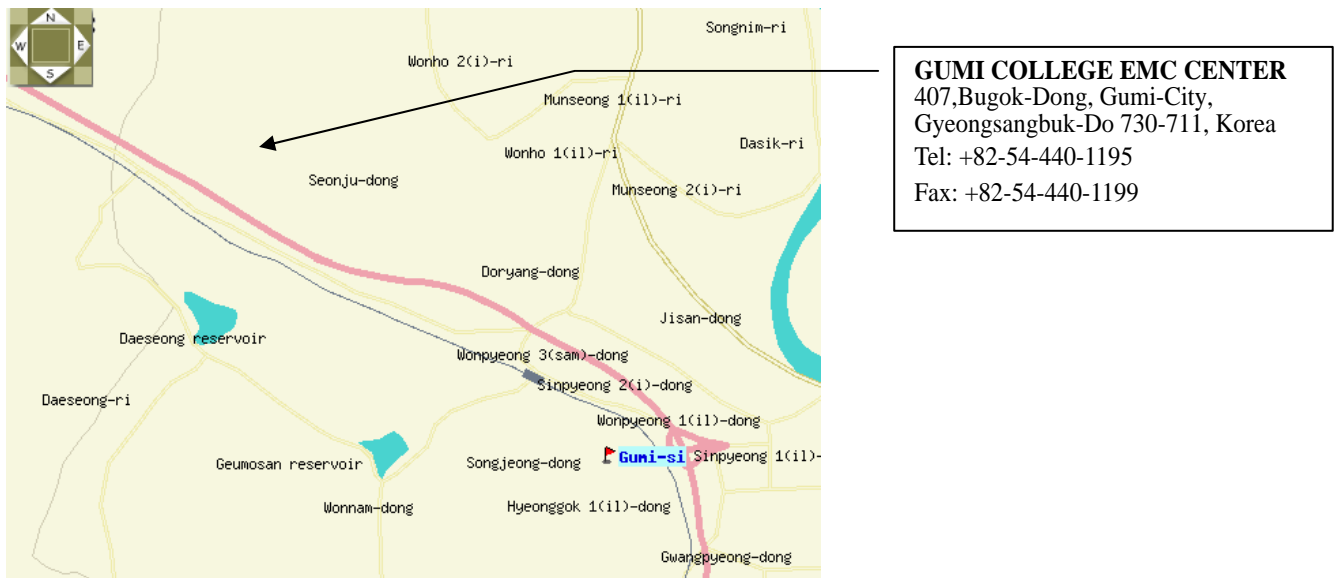 N
W
E
S
Songnim-ri
Wonho 2(i)-ri
Munseong 1(il)-ri
Dasik-ri
Wonho 1(il)-ri
Seonju-dong
Munseong 2(i)-ri
Doryang-dong
Jisan-dong
Daeseong reservoir
Wonpyeong 3(sam)-dong
Sinpyeong 2(i)-dong
Daeseong-ri
Wonpyeong 1(il)-dong
Gumi-si
Sinpyeong 1(il)-
Geumosan reservoir
Songjeong-dong
Wonnam-dong
Hyeonggok 1(il)-dong
Gwangpyeong-dong
GUMI COLLEGE EMC CENTER
407,Bugok-Dong, Gumi-City,
Gyeongsangbuk-Do 730-711, Korea
Tel: +82-54-440-1195
Fax: +82-54-440-1199